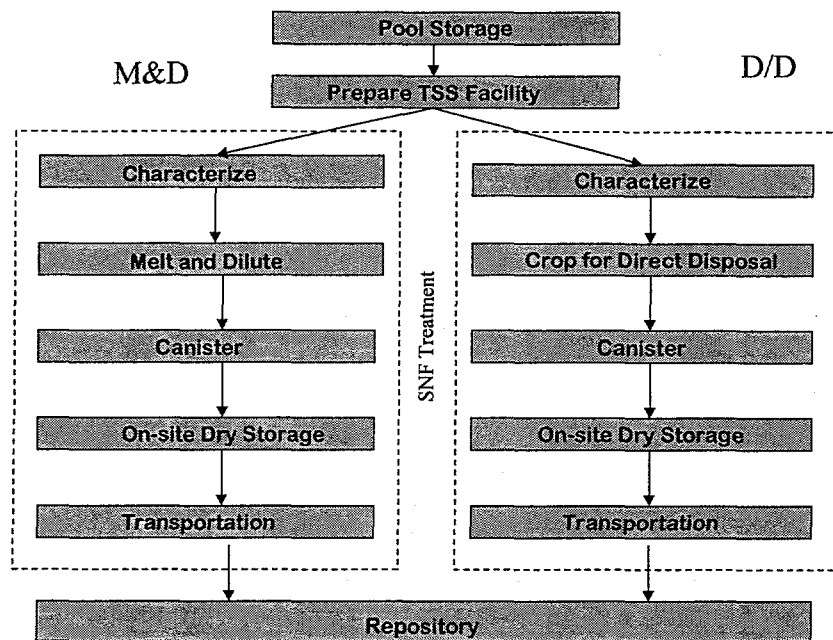 Pool Storage
M&D
D/D
Prepare TSS Facility
Characterize
Melt and Dilute
Canister
On-site Dry Storage
Transportation
SNF Treatment
Characterize
Crop for Direct Disposal
Canister
On-site Dry Storage
Transportation
Repository